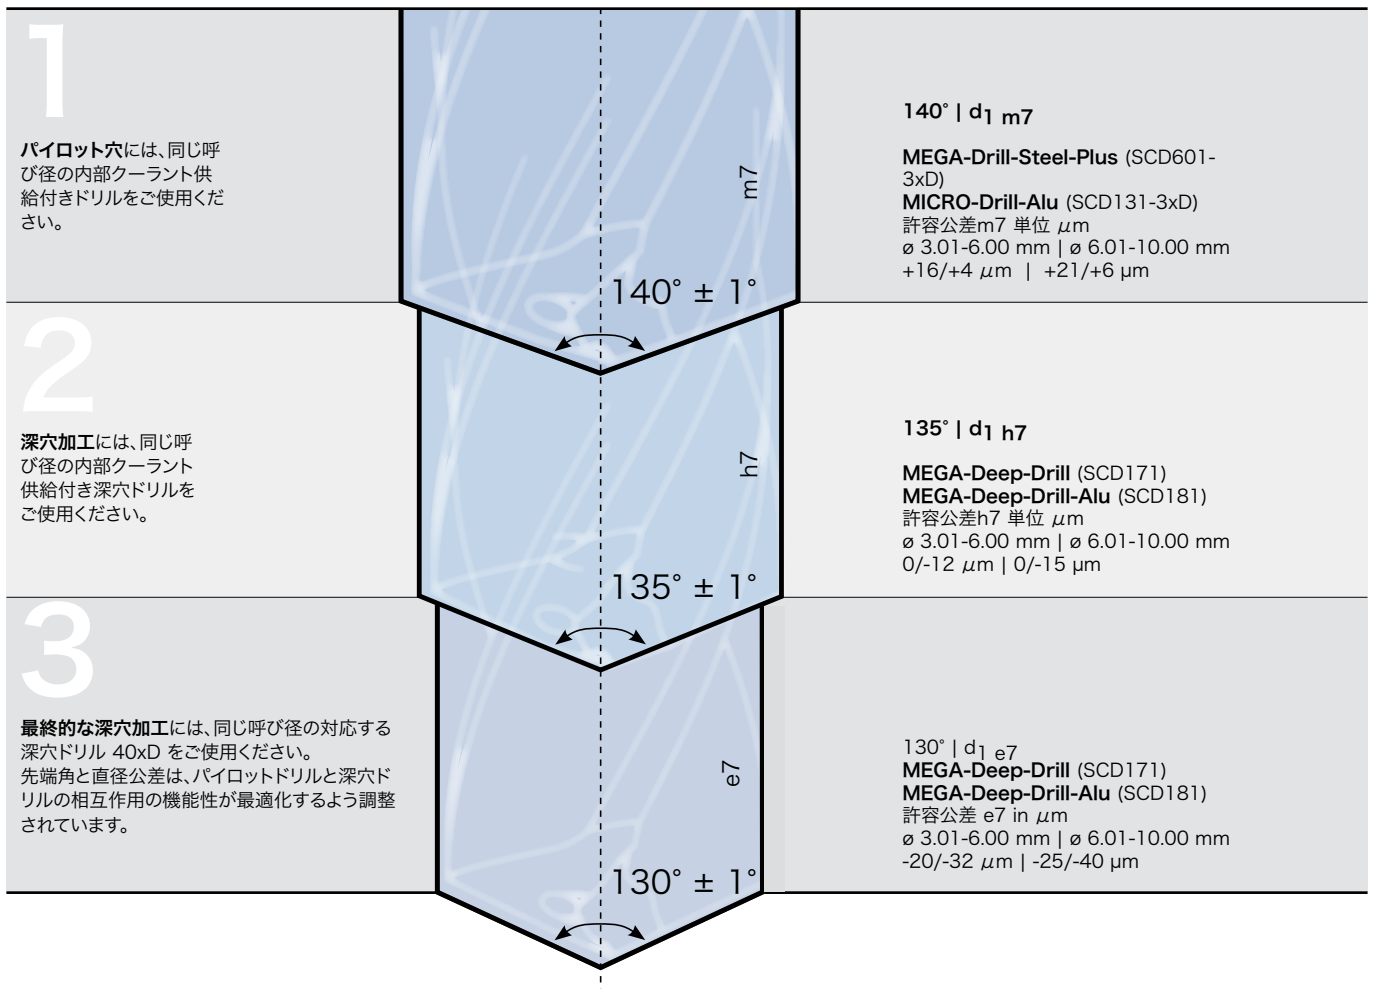 1
パイロット穴には、同じ呼
び径の内部クーラント供
給付きドリルをご使用くだ
さい。
m7
140° ± 1°
140° | d1 m7
MEGA-Drill-Steel-Plus (SCD601-
3xD)
MICRO-Drill-Alu (SCD131-3xD)
許容公差m7 単位 μm
ø 3.01-6.00 mm | ø 6.01-10.00 mm
+16/+4 μm | +21/+6 µm
2
深穴加工には、同じ呼
び径の内部クーラント
供給付き深穴ドリルを
ご使用ください。
h7
135° ± 1°
135° | d1 h7
MEGA-Deep-Drill (SCD171)
MEGA-Deep-Drill-Alu (SCD181)
許容公差h7 単位 μm
ø 3.01-6.00 mm | ø 6.01-10.00 mm
0/-12 μm | 0/-15 µm
3
最終的な深穴加工には、同じ呼び径の対応する
深穴ドリル 40xD をご使用ください。
先端角と直径公差は、パイロットドリルと深穴ド
リルの相互作用の機能性が最適化するよう調整
されています。
e7
130° ± 1°
130° | d1 e7
MEGA-Deep-Drill (SCD171)
MEGA-Deep-Drill-Alu (SCD181)
許容公差 e7 in μm
ø 3.01-6.00 mm | ø 6.01-10.00 mm
-20/-32 μm | -25/-40 µm